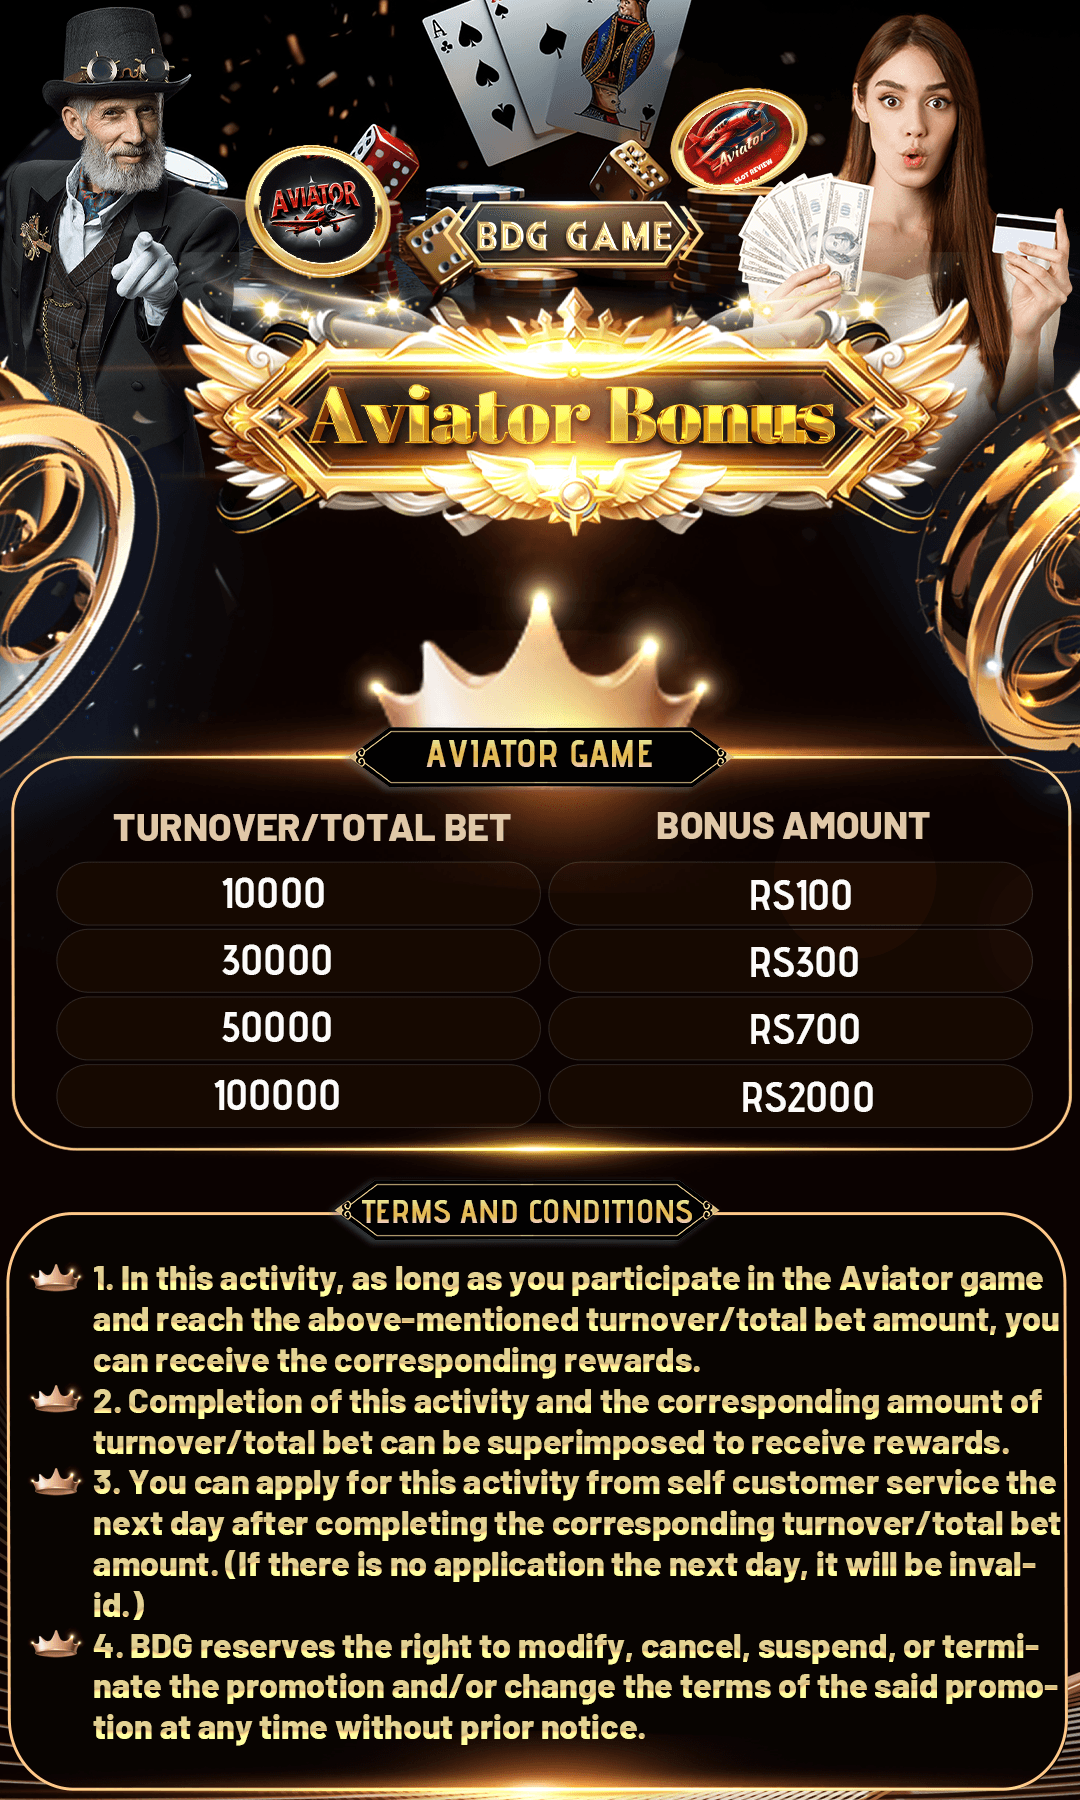 A
AVIATOR
Aviator
SLOT REVIEW
BDG GAME
Aviator Bonus
AVIATOR GAME
TURNOVER/TOTAL BET BONUS AMOUNT
10000 RS100
30000 RS300
50000 RS700
100000 RS2000
TERMS AND CONDITIONS
1. In this activity, as long as you participate in the Aviator game
and reach the above-mentioned turnover/total bet amount, you
can receive the corresponding rewards.
2. Completion of this activity and the corresponding amount of
turnover/total bet can be superimposed to receive rewards.
3. You can apply for this activity from self customer service the
next day after completing the corresponding turnover/total bet
amount. (If there is no application the next day, it will be inval-
id.)
4. BDG reserves the right to modify, cancel, suspend, or termi-
nate the promotion and/or change the terms of the said promo-
tion at any time without prior notice.